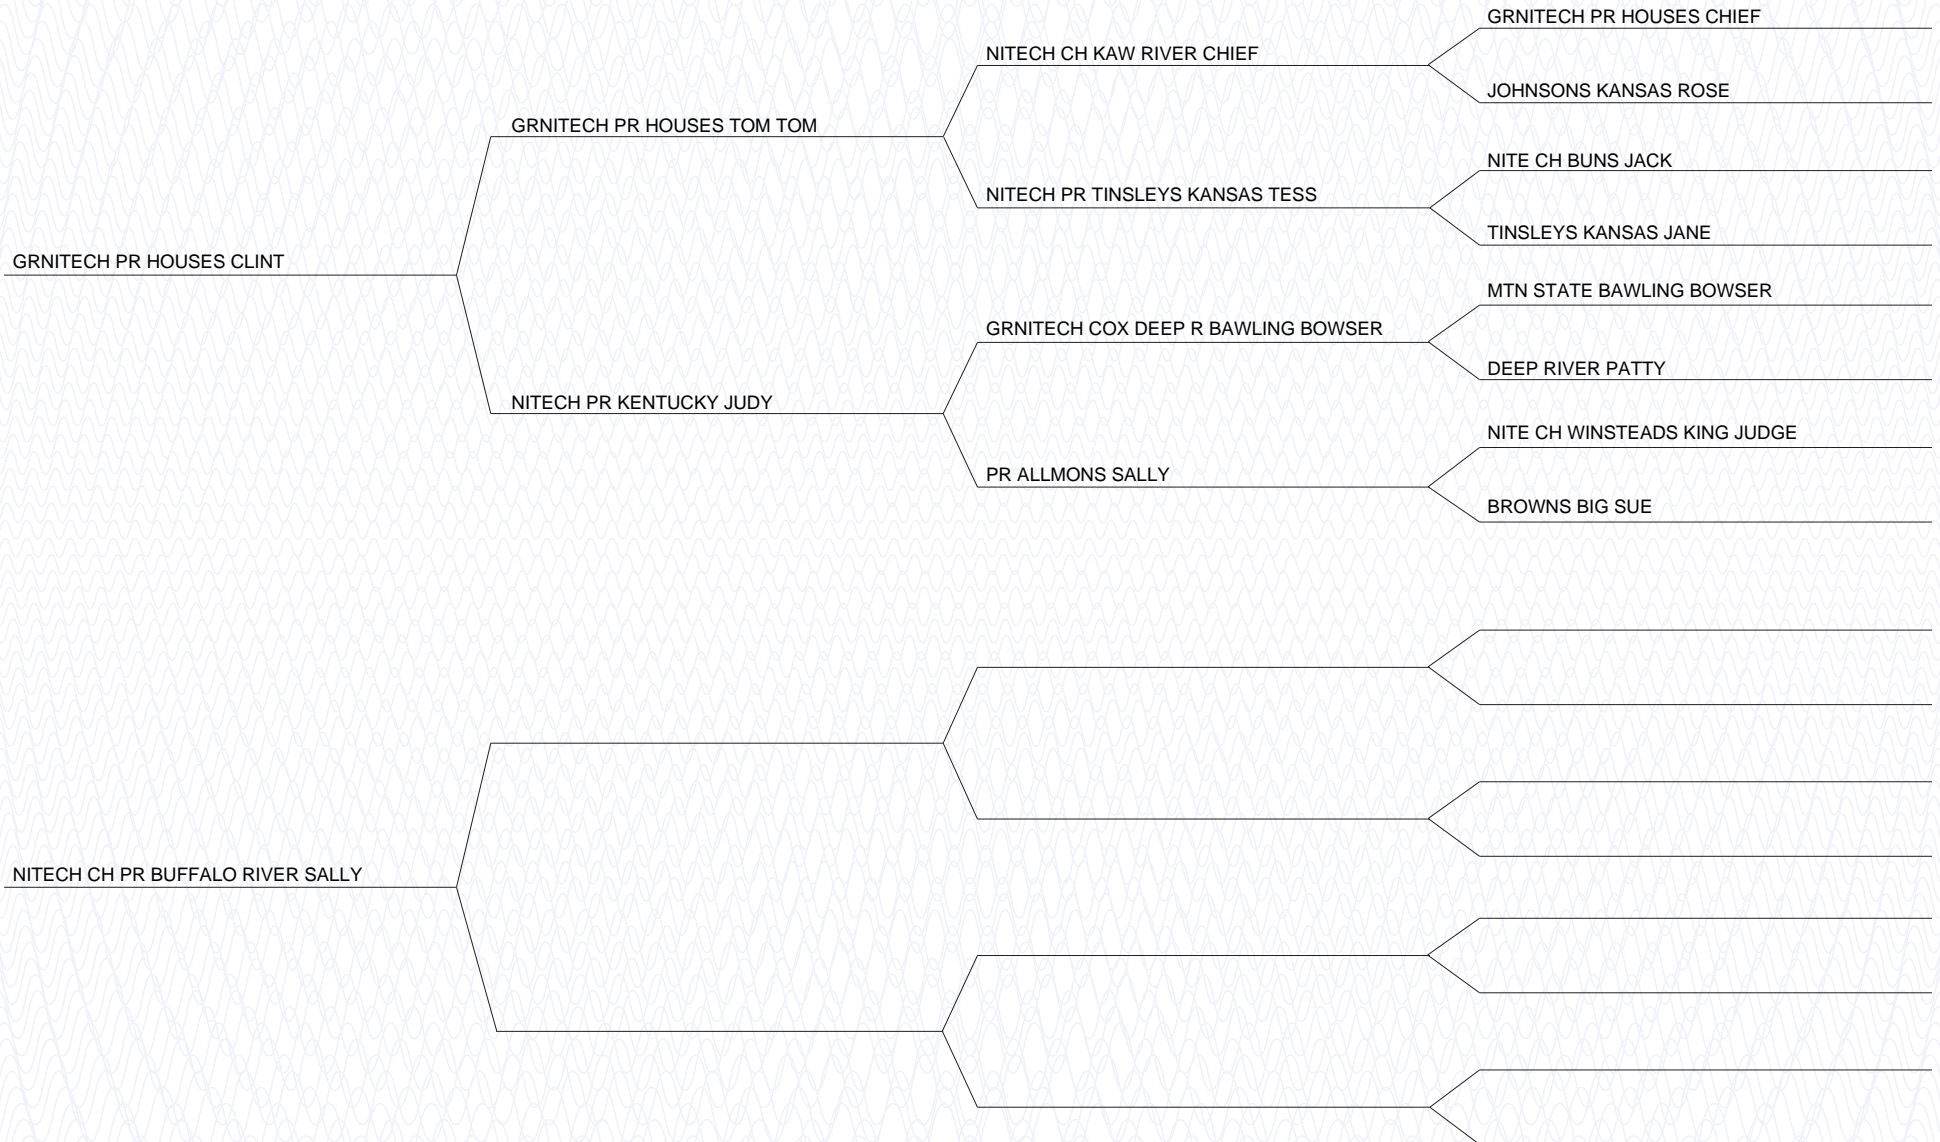 GRNITECH PR HOUSES CHIEF
NITECH CH KAW RIVER CHIEF
JOHNSONS KANSAS ROSE
GRNITECH PR HOUSES TOM TOM
NITE CH BUNS JACK
NITECH PR TINSLEYS KANSAS TESS
TINSLEYS KANSAS JANE
GRNITECH PR HOUSES CLINT
MTN STATE BAWLING BOWSER
GRNITECH COX DEEP R BAWLING BOWSER
DEEP RIVER PATTY
NITECH PR KENTUCKY JUDY
NITE CH WINSTEADS KING JUDGE
PR ALLMONS SALLY
BROWNS BIG SUE
NITECH CH PR BUFFALO RIVER SALLY